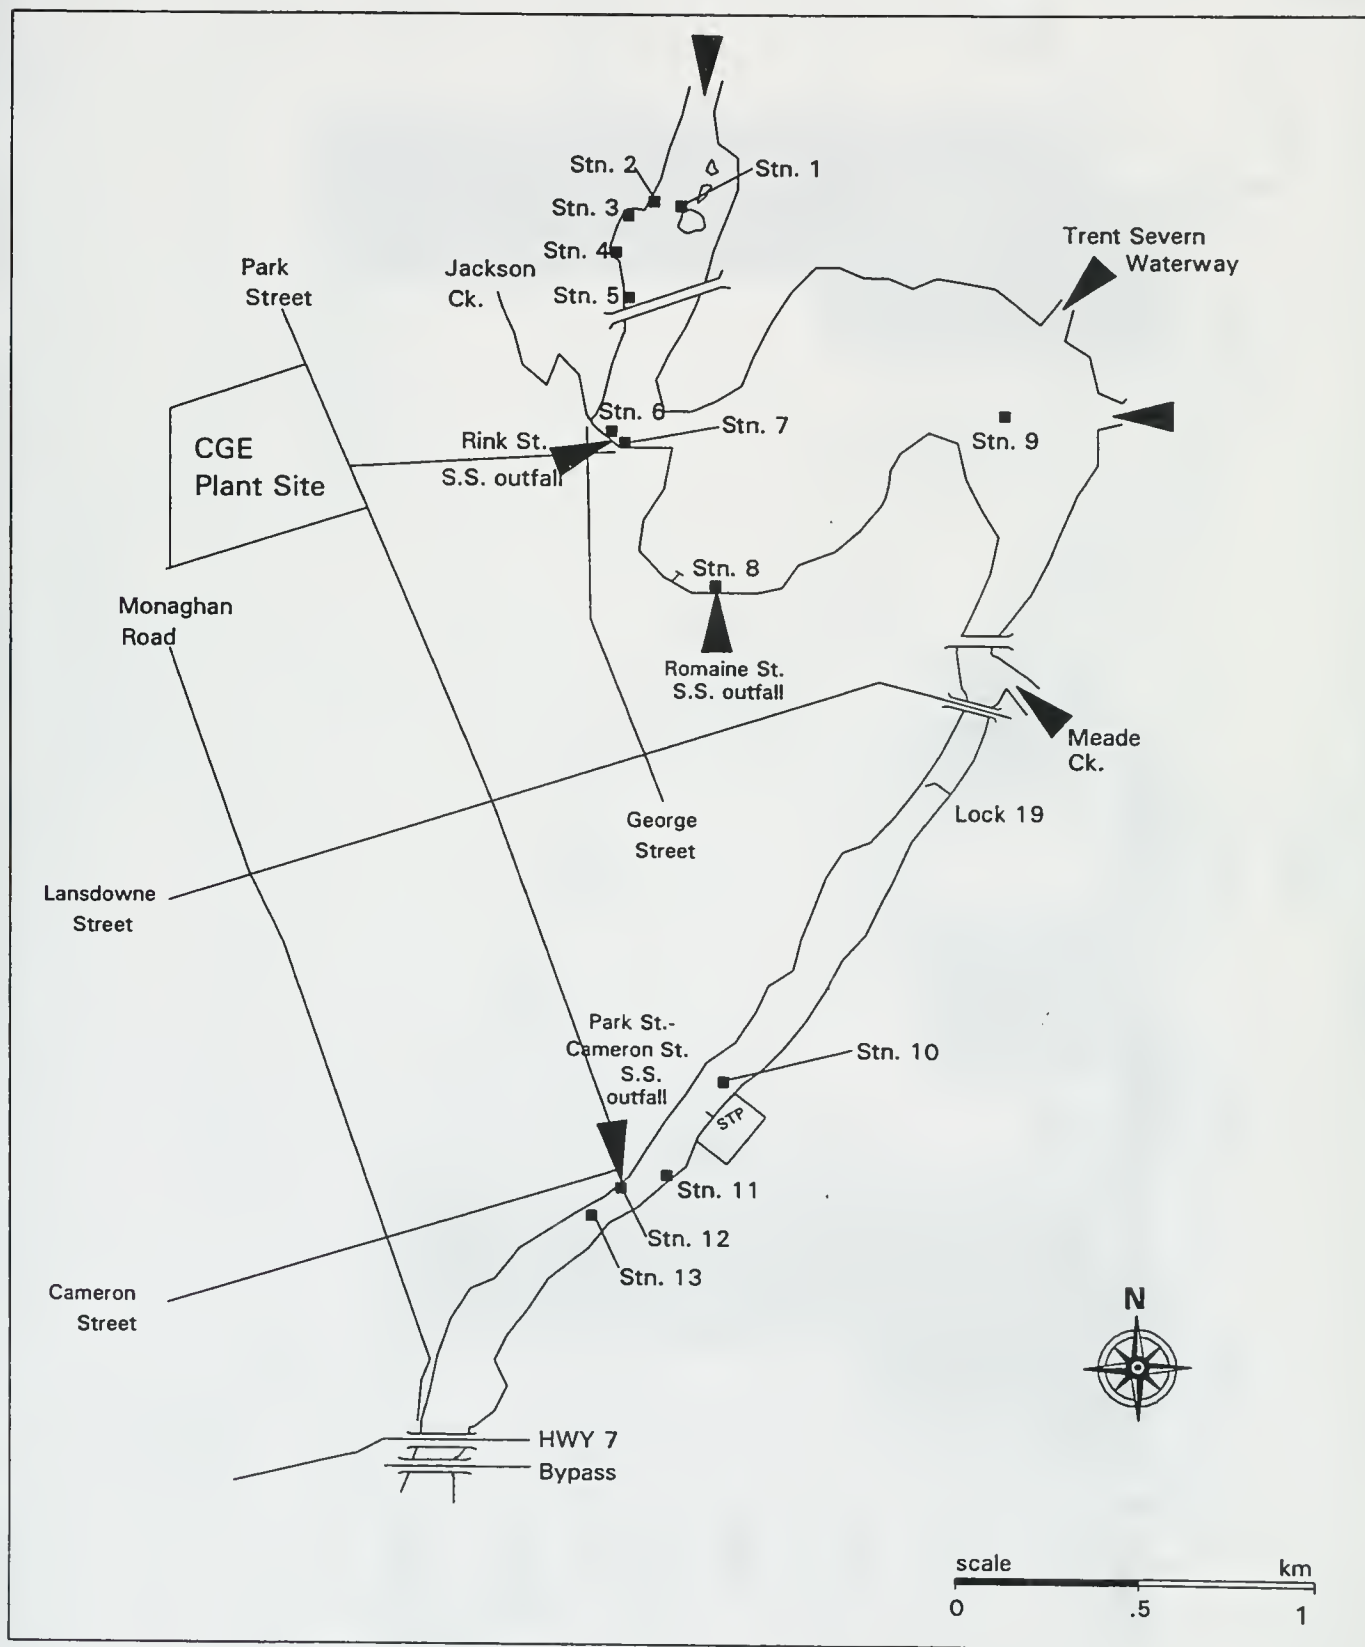 Stn. 2
Stn. 1
Stn. 3
Stn. 4
Stn. 5
Trent Severn
Waterway
Park
Street
Jackson
Ck.
Stn. 6
Stn. 7
Stn. 9
Rink St.
S.S. outfall
CGE
Plant Site
Stn. 8
Monaghan
Road
Romaine St.
S.S. outfall
Meade
Ck.
Lock 19
George
Street
Lansdowne
Street
Park St.-
Cameron St.
S.S.
outfall
Stn. 10
STP
Stn. 11
Stn. 12
Stn. 13
Cameron
Street
N
HWY 7
Bypass
scale
km
0
.5
1